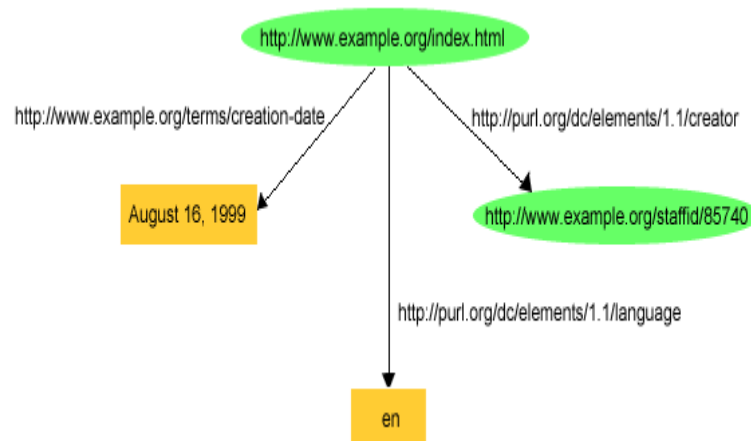 http://www.example.org/index.html
http://www.example.org/terms/creation-date
http://purl.org/dc/elements/1.1/creator
August 16, 1999
http://www.example.org/staffid/85740
http://purl.org/dc/elements/1.1/language
en